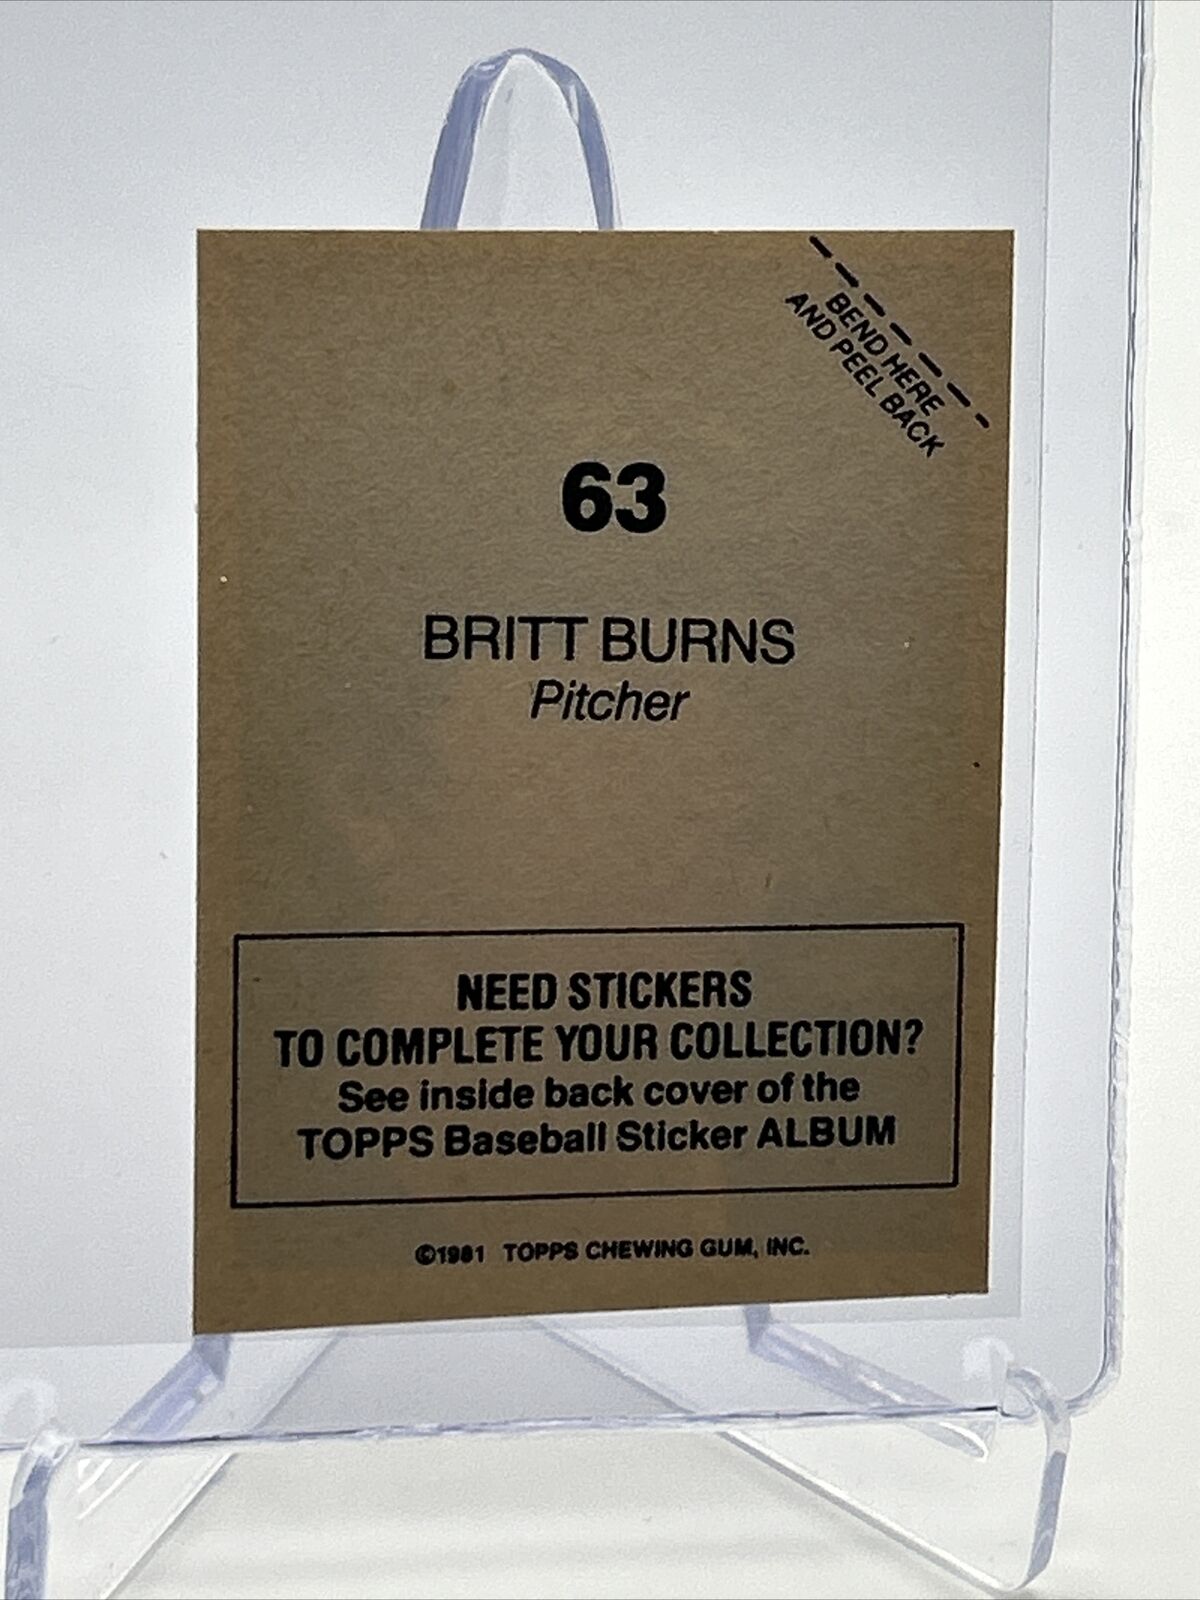 BEND HERE
AND PEEL BACK
63
BRITT BURNS
Pitcher
NEED STICKERS
TO COMPLETE YOUR COLLECTION?
See inside back cover of the
TOPPS Baseball Sticker ALBUM
©1981 TOPPS CHEWING GUM, INC.